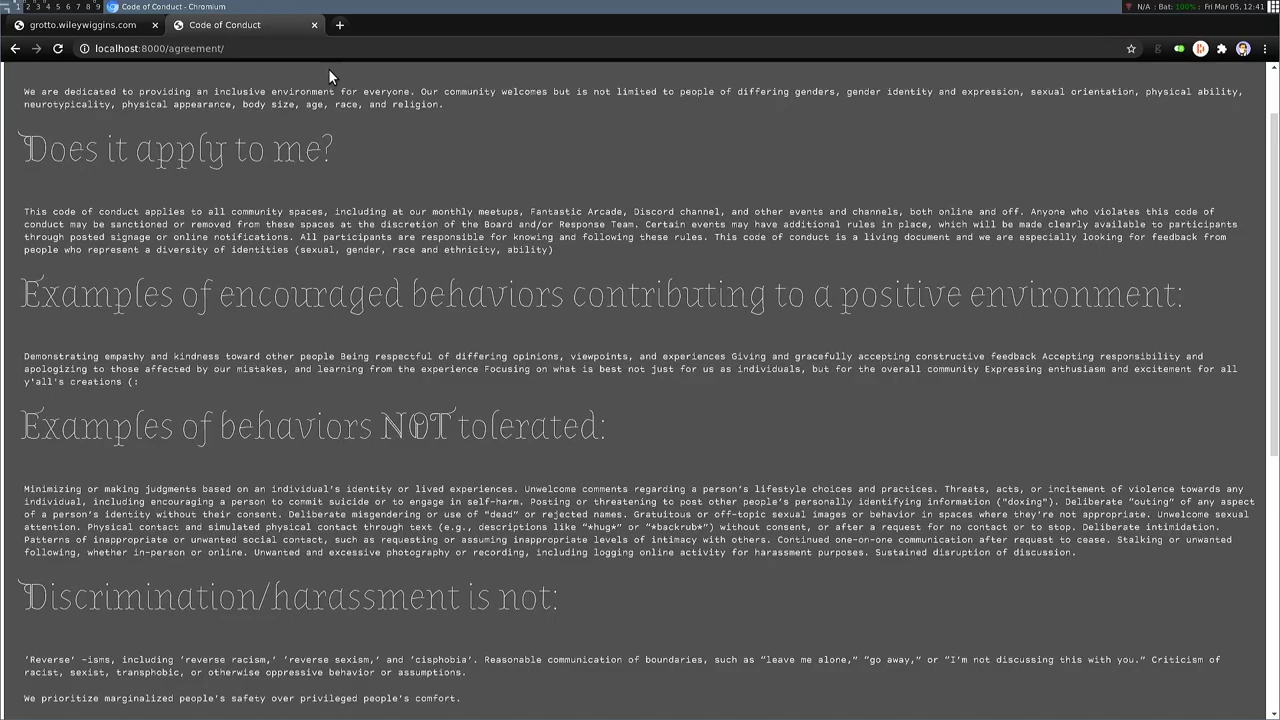 1 2 3 4 5 6 7 8 9 Code of Conduct - Chromium N/A : Bat: 100% : Fri Mar 05, 12:41
grotto.wileywiggins.com Code of Conduct
localhost:8000/agreement/
We are dedicated to providing an inclusive environment for everyone. Our community welcomes but is not limited to people of differing genders, gender identity and expression, sexual orientation, physical ability,
neurotypicality, physical appearance, body size, age, race, and religion.
Does it apply to me?
This code of conduct applies to all community spaces, including at our monthly meetups, Fantastic Arcade, Discord channel, and other events and channels, both online and off. Anyone who violates this code of
conduct may be sanctioned or removed from these spaces at the discretion of the Board and/or Response Team. Certain events may have additional rules in place, which will be made clearly available to participants
through posted signage or online notifications. All participants are responsible for knowing and following these rules. This code of conduct is a living document and we are especially looking for feedback from
people who represent a diversity of identities (sexual, gender, race and ethnicity, ability)
Examples of encouraged behaviors contributing to a positive environment:
Demonstrating empathy and kindness toward other people Being respectful of differing opinions, viewpoints, and experiences Giving and gracefully accepting constructive feedback Accepting responsibility and
apologizing to those affected by our mistakes, and learning from the experience Focusing on what is best not just for us as individuals, but for the overall community Expressing enthusiasm and excitement for all
y'all's creations (:
Examples of behaviors NOT tolerated:
Minimizing or making judgments based on an individual's identity or lived experiences. Unwelcome comments regarding a person's lifestyle choices and practices. Threats, acts, or incitement of violence towards any
individual, including encouraging a person to commit suicide or to engage in self-harm. Posting or threatening to post other people's personally identifying information ("doxing"). Deliberate "outing" of any aspect
of a person's identity without their consent. Deliberate misgendering or use of "dead" or rejected names. Gratuitous or off-topic sexual images or behavior in spaces where they're not appropriate. Unwelcome sexual
attention. Physical contact and simulated physical contact through text (e.g., descriptions like “*hug*” or “*backrub*”) without consent, or after a request for no contact or to stop. Deliberate intimidation.
Patterns of inappropriate or unwanted social contact, such as requesting or assuming inappropriate levels of intimacy with others. Continued one-on-one communication after request to cease. Stalking or unwanted
following, whether in-person or online. Unwanted and excessive photography or recording, including logging online activity for harassment purposes. Sustained disruption of discussion.
Discrimination/harassment is not:
‘Reverse’ -isms, including ‘reverse racism,’ ‘reverse sexism,’ and ‘cisphobia’. Reasonable communication of boundaries, such as “leave me alone,” “go away,” or “I’m not discussing this with you.” Criticism of
racist, sexist, transphobic, or otherwise oppressive behavior or assumptions.
We prioritize marginalized people’s safety over privileged people’s comfort.